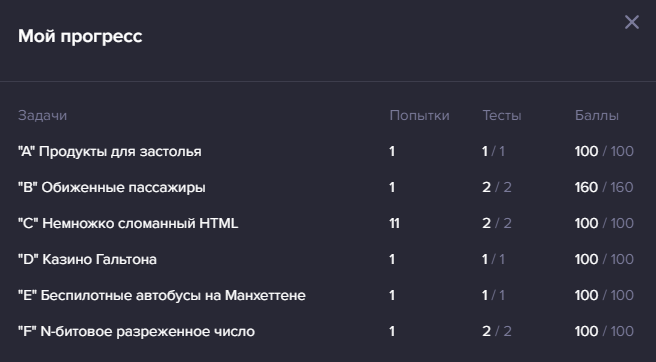 Мой прогресс
Задачи Попытки Тесты Баллы
"A" Продукты для застолья 1 1 / 1 100 / 100
"B" Обиженные пассажиры 1 2 / 2 160 / 160
"C" Немножко сломанный HTML 11 2 / 2 100 / 100
"D" Казино Гальтона 1 1 / 1 100 / 100
"E" Беспилотные автобусы на Манхеттене 1 1 / 1 100 / 100
"F" N-битовое разреженное число 1 2 / 2 100 / 100